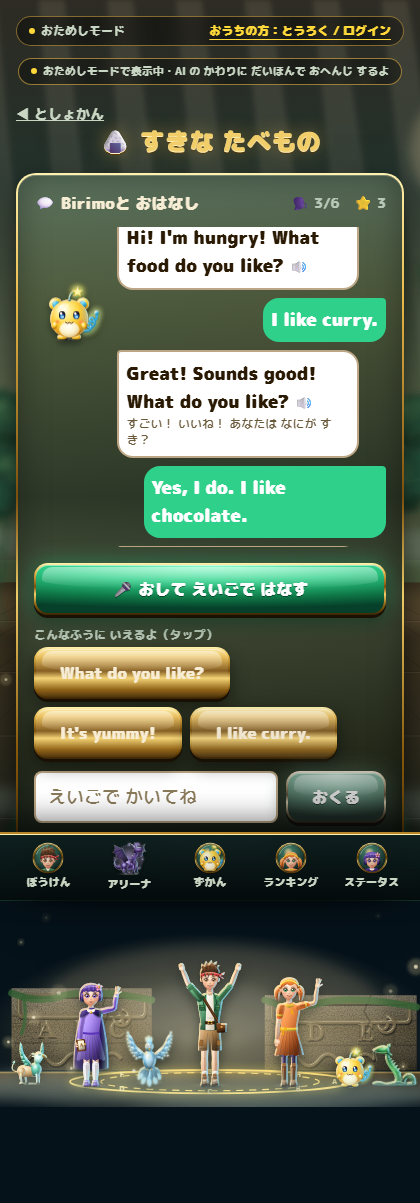 おためしモード
おうちの方：とうろく / ログイン
おためしモードで表示中・AI の かわりに だいほんで おへんじ するよ
◀ としょかん
すきな たべもの
Birimoと おはなし
3/6
3
Hi! I'm hungry! What
food do you like?
I like curry.
Great! Sounds good!
What do you like?
すごい！ いいね！ あなたは なにが す
き？
Yes, I do. I like
chocolate.
おして えいごで はなす
こんなふうに いえるよ（タップ）
What do you like?
It's yummy!
I like curry.
えいごで かいてね
おくる
ぼうけん
アリーナ
ずかん
ランキング
ステータス
A
D E